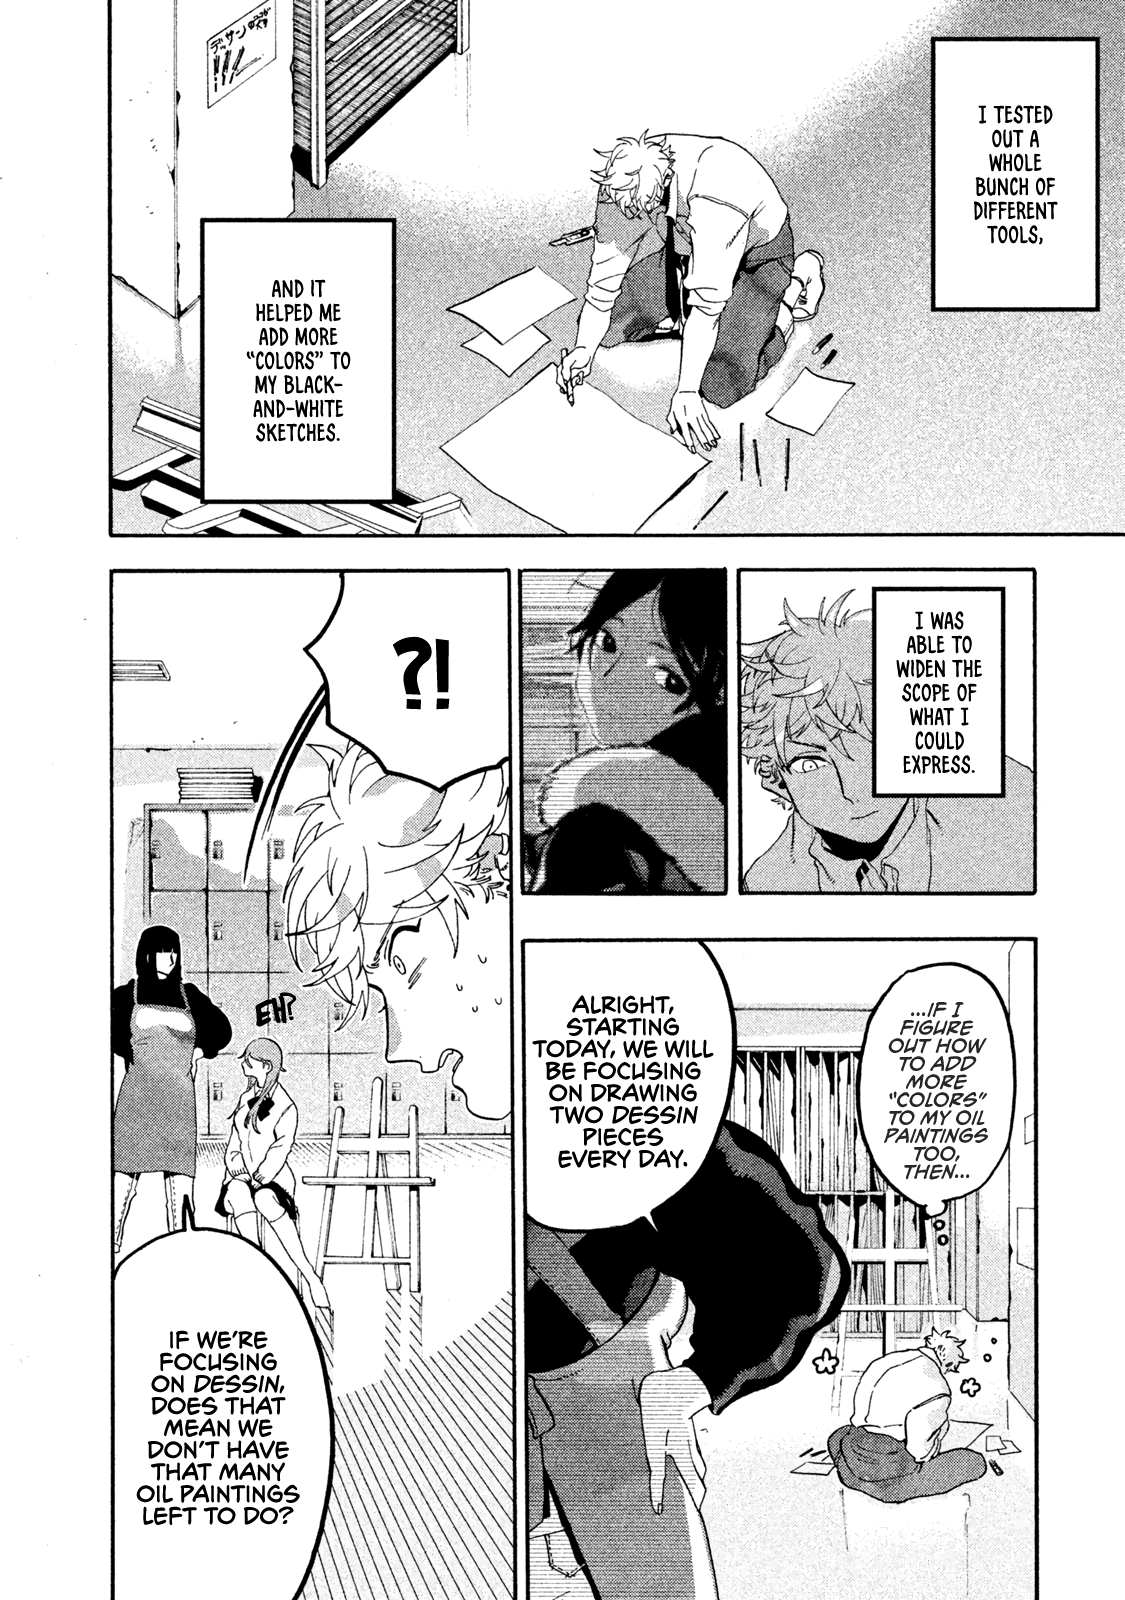 I TESTED
OUT A
WHOLE
BUNCH OF
DIFFERENT
TOOLS,
デッサン
AND IT
HELPED ME
ADD MORE
“COLORS” TO
MY BLACK-
AND-WHITE
SKETCHES.
I WAS
ABLE TO
WIDEN THE
SCOPE OF
WHAT I
COULD
EXPRESS.
...IF I
FIGURE
OUT HOW
TO ADD
MORE
“COLORS”
TO MY OIL
PAINTINGS
TOO,
THEN...
ALRIGHT,
STARTING
TODAY, WE WILL
BE FOCUSING
ON DRAWING
TWO DESSIN
PIECES
EVERY DAY.
?!
EH?
IF WE’RE
FOCUSING
ON DESSIN,
DOES THAT
MEAN WE
DON’T HAVE
THAT MANY
OIL PAINTINGS
LEFT TO DO?